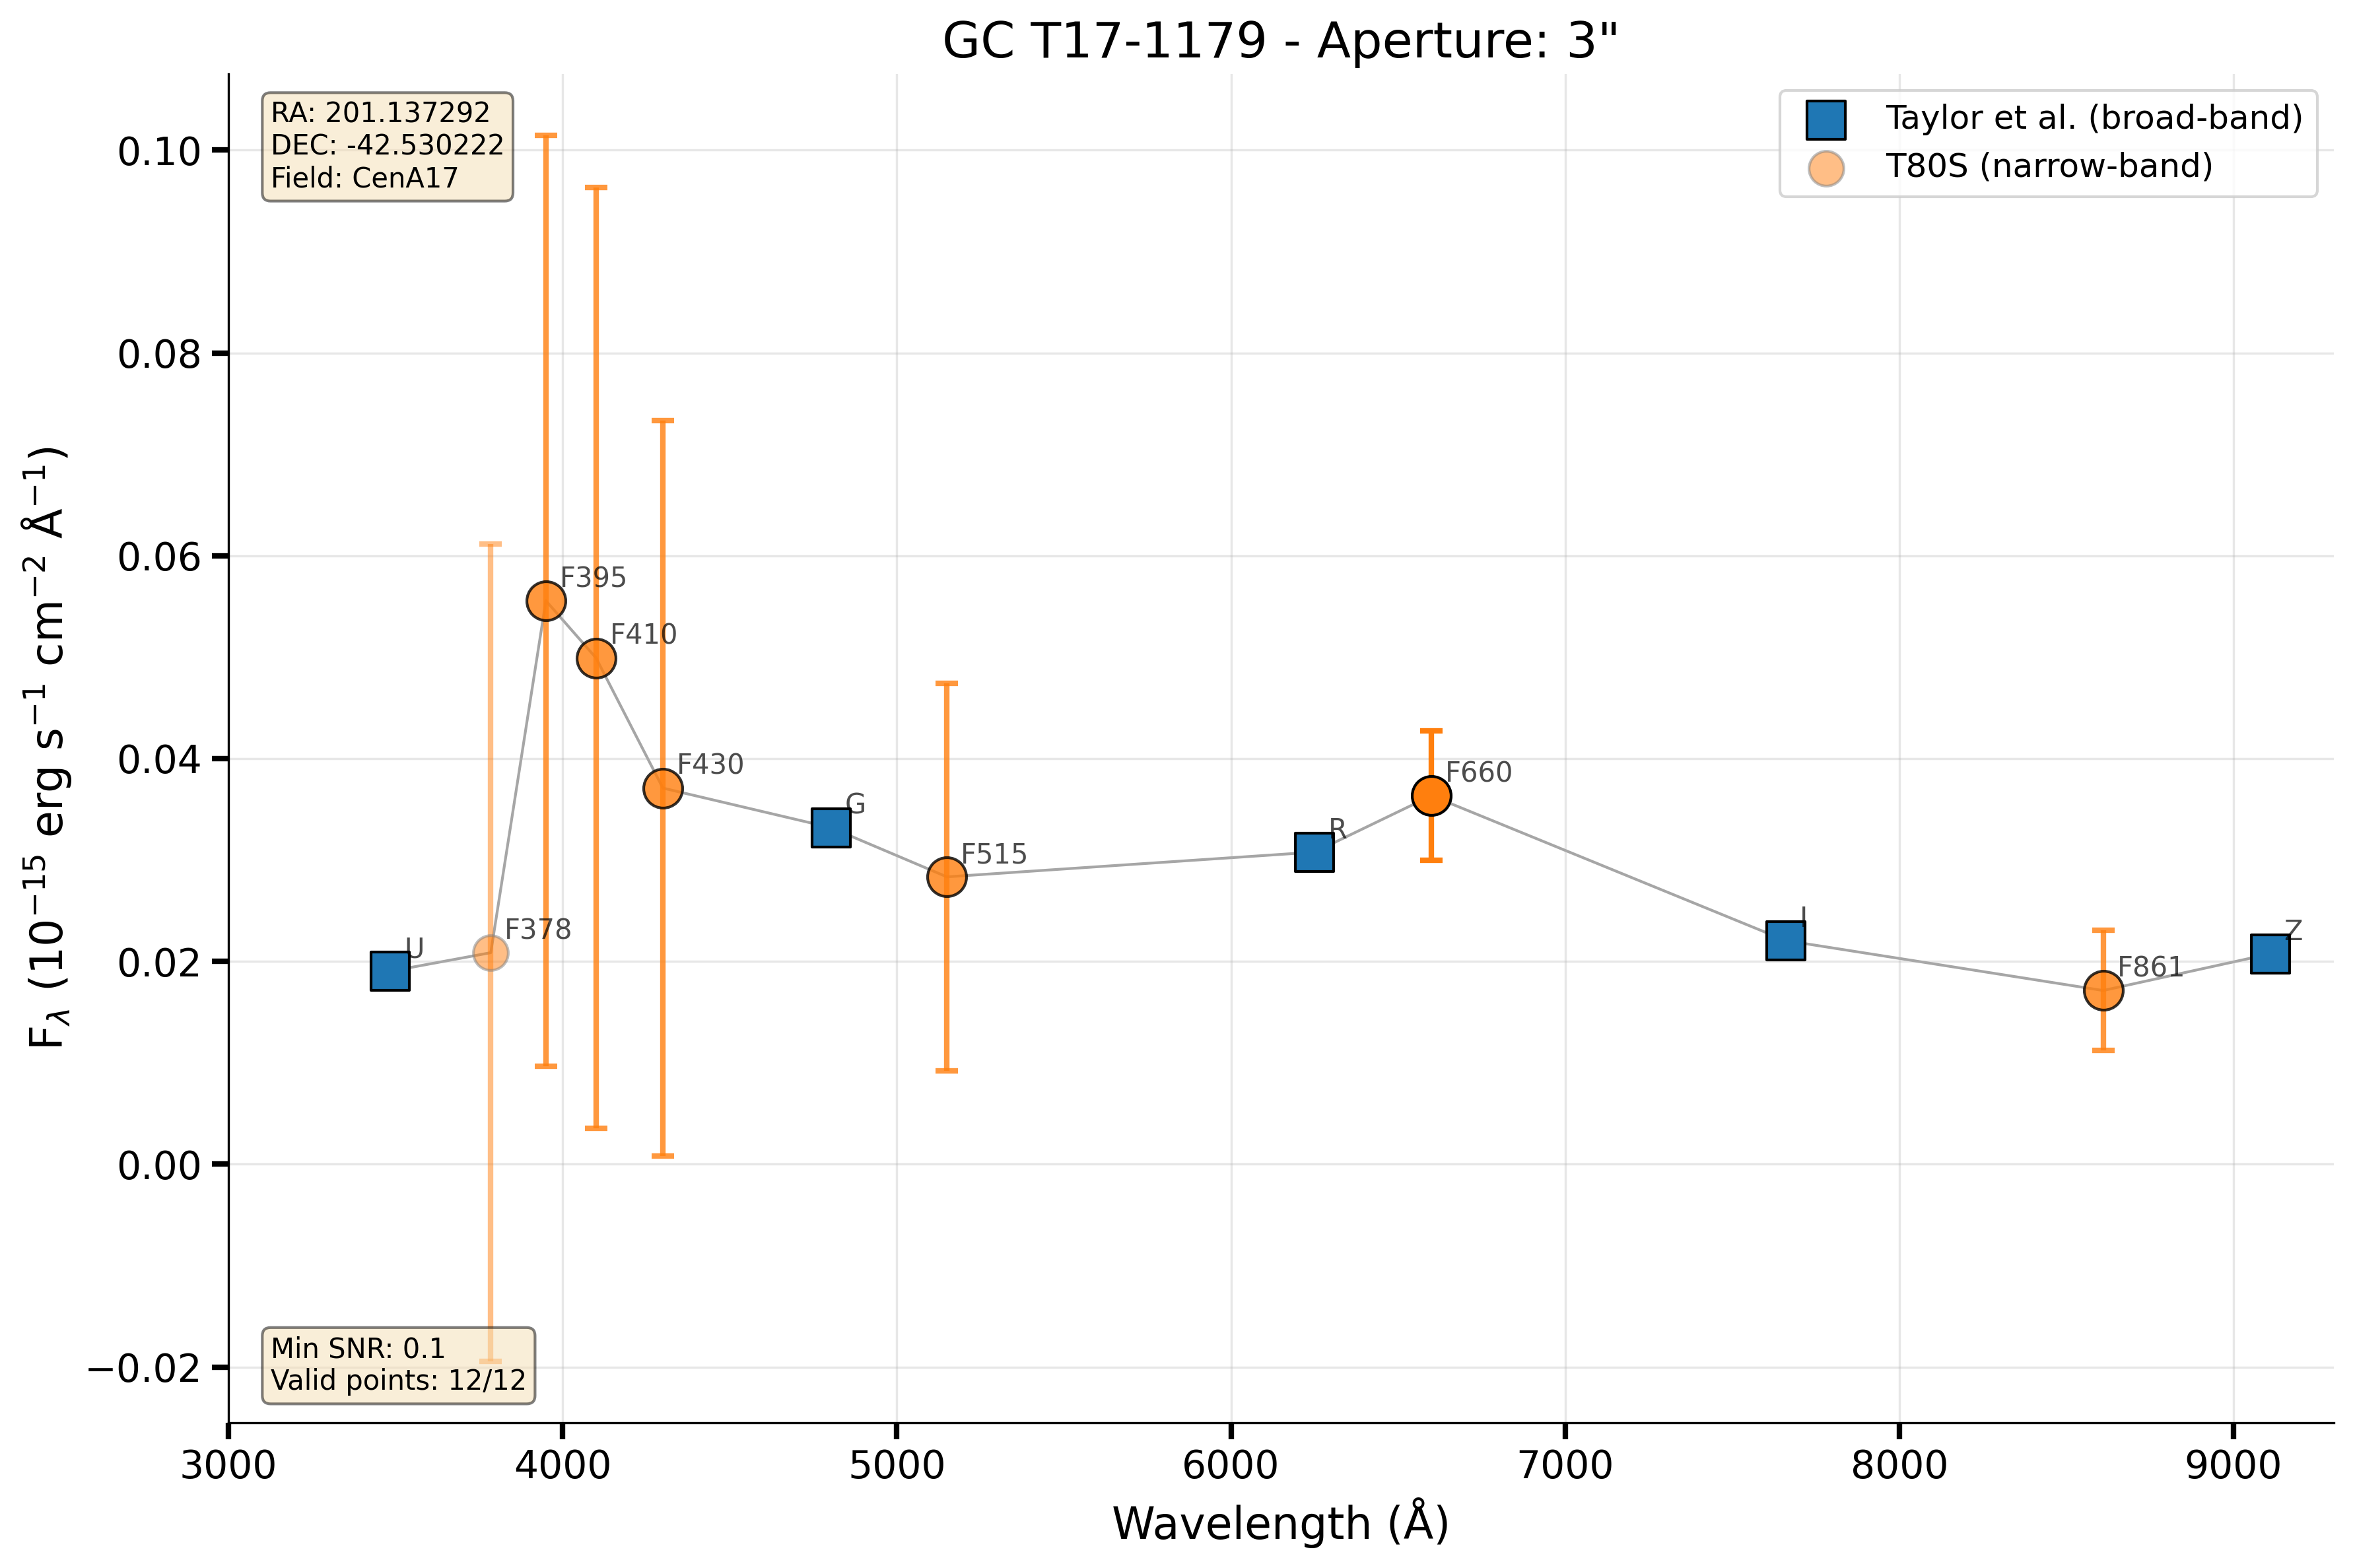 GC T17-1179 - Aperture: 3"
RA: 201.137292
DEC: -42.530222
Field: CenA17
Taylor et al. (broad-band)
T80S (narrow-band)
0.10
0.08
0.06
0.04
0.02
0.00
−0.02
F$_λ$ (10$^{−15}$ erg s$^{−1}$ cm$^{−2}$ Å$^{−1}$)
U
F378
F395
F410
F430
G
F515
R
F660
I
F861
Z
Min SNR: 0.1
Valid points: 12/12
3000 4000 5000 6000 7000 8000 9000
Wavelength (Å)